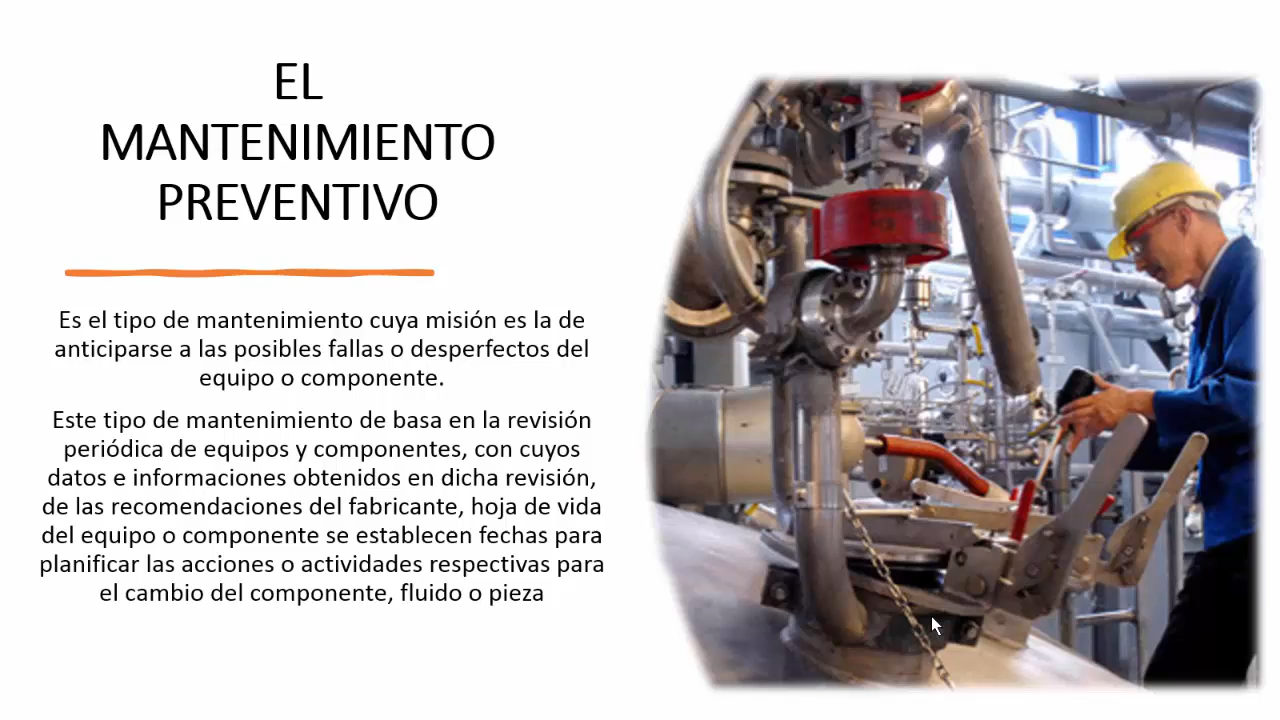 EL
MANTENIMIENTO
PREVENTIVO
Es el tipo de mantenimiento cuya misión es la de
anticiparse a las posibles fallas o desperfectos del
equipo o componente.
Este tipo de mantenimiento de basa en la revisión
periódica de equipos y componentes, con cuyos
datos e informaciones obtenidos en dicha revisión,
de las recomendaciones del fabricante, hoja de vida
del equipo o componente se establecen fechas para
planificar las acciones o actividades respectivas para
el cambio del componente, fluido o pieza